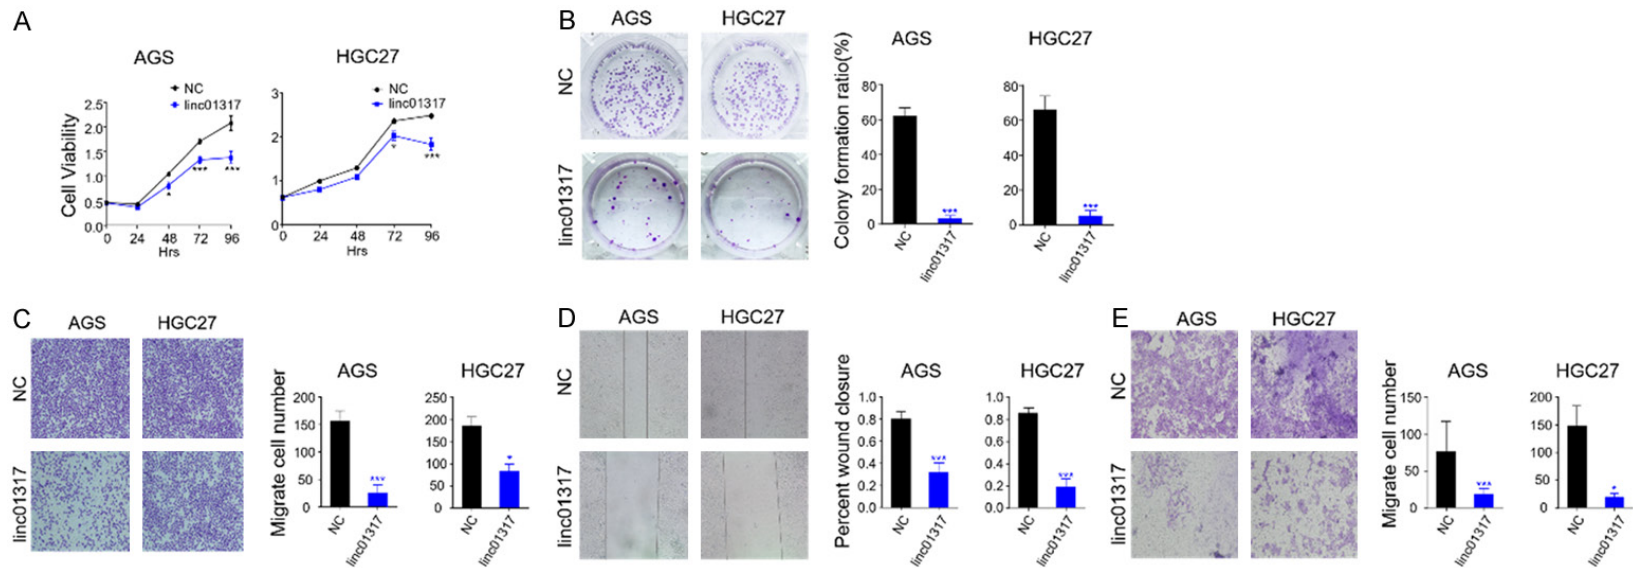 A
AGS
HGC27
NC
linc01317
NC
linc01317
Cell Viability
2.5
2.0
1.5
1.0
0.5
0.0
0 24 48 72 96
Hrs
* *** ***
3
2
1
0
0 24 48 72 96
Hrs
* ***
B
AGS HGC27
NC
linc01317
Colony formation ratio(%)
AGS
80
60
40
20
0
***
NC
linc01317
HGC27
80
60
40
20
0
***
NC
linc01317
C
AGS HGC27
NC
linc01317
Migrate cell number
AGS
200
150
100
50
0
***
NC
linc01317
HGC27
250
200
150
100
50
0
*
NC
linc01317
D
AGS HGC27
NC
linc01317
Percent wound closure
AGS
1.0
0.8
0.6
0.4
0.2
0.0
***
NC
linc01317
HGC27
1.0
0.8
0.6
0.4
0.2
0.0
***
NC
linc01317
E
AGS HGC27
NC
linc01317
Migrate cell number
AGS
150
100
50
0
***
NC
linc01317
HGC27
200
150
100
50
0
*
NC
linc01317